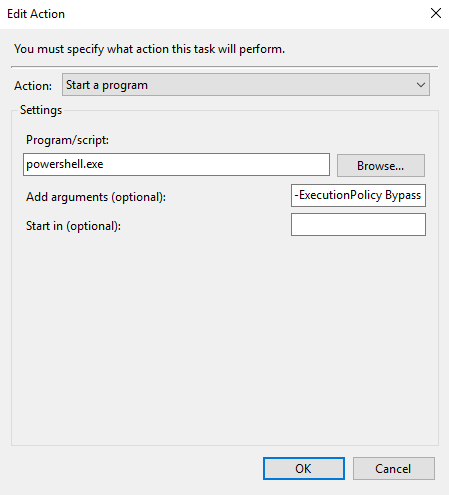 Edit Action
You must specify what action this task will perform.
Action: Start a program
Settings
Program/script:
powershell.exe Browse...
Add arguments (optional): -ExecutionPolicy Bypass
Start in (optional):
OK Cancel